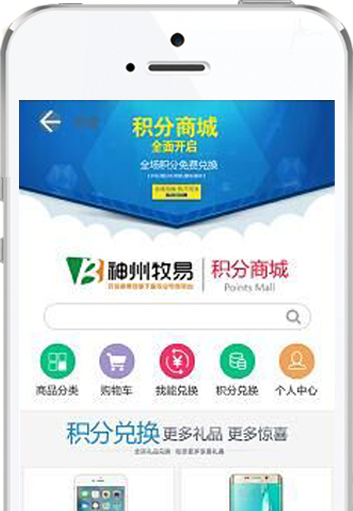 积分商城
全面开启
全场积分免费兑换
神州牧易
积分商城
Points Mall
商品分类
购物车
我能兑换
积分兑换
个人中心
积分兑换 更多礼品 更多惊喜